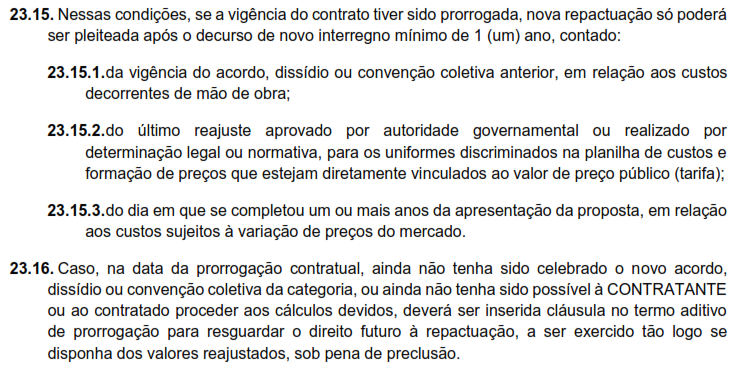 23.15. Nessas condições, se a vigência do contrato tiver sido prorrogada, nova repactuação só poderá
ser pleiteada após o decurso de novo interregno mínimo de 1 (um) ano, contado:
23.15.1.da vigência do acordo, dissídio ou convenção coletiva anterior, em relação aos custos
decorrentes de mão de obra;
23.15.2.do último reajuste aprovado por autoridade governamental ou realizado por
determinação legal ou normativa, para os uniformes discriminados na planilha de custos e
formação de preços que estejam diretamente vinculados ao valor de preço público (tarifa);
23.15.3.do dia em que se completou um ou mais anos da apresentação da proposta, em relação
aos custos sujeitos à variação de preços do mercado.
23.16. Caso, na data da prorrogação contratual, ainda não tenha sido celebrado o novo acordo,
dissídio ou convenção coletiva da categoria, ou ainda não tenha sido possível à CONTRATANTE
ou ao contratado proceder aos cálculos devidos, deverá ser inserida cláusula no termo aditivo
de prorrogação para resguardar o direito futuro à repactuação, a ser exercido tão logo se
disponha dos valores reajustados, sob pena de preclusão.